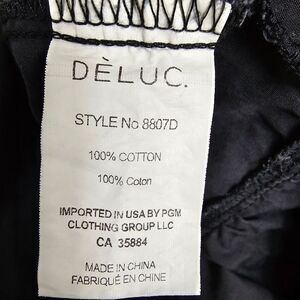 DÈLUC.
STYLE No 8807D
100% COTTON
100% Coton
IMPORTED IN USA BY PGM
CLOTHING GROUP LLC
CA 35884
MADE IN CHINA
FABRIQUÉ EN CHINE